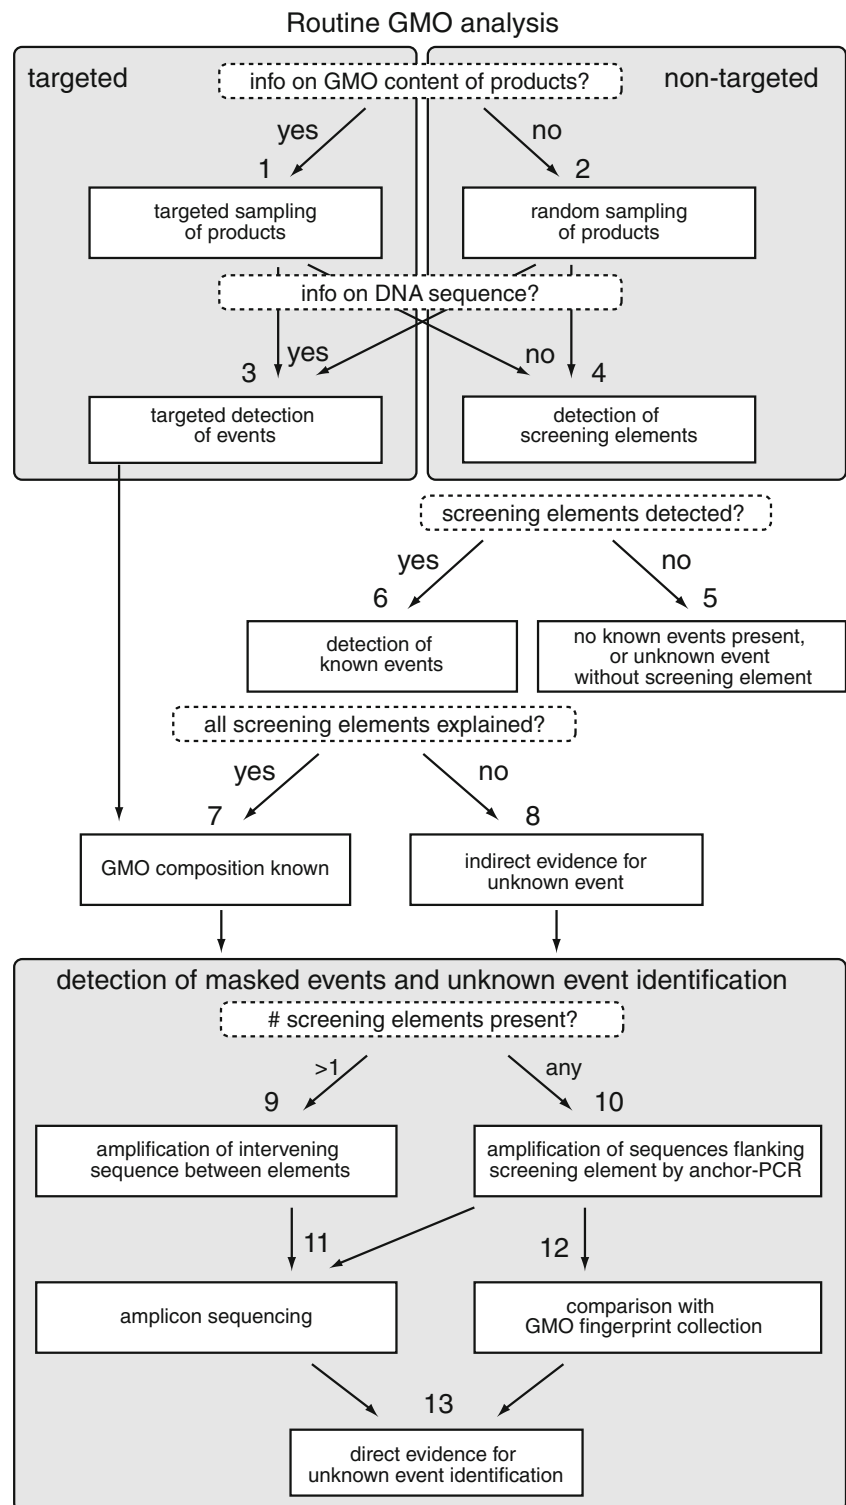 Routine GMO analysis
targeted
info on GMO content of products?
non-targeted
yes
no
1
2
targeted sampling
of products
random sampling
of products
info on DNA sequence?
yes
no
3
4
targeted detection
of events
detection of
screening elements
screening elements detected?
yes
no
6
5
detection of
known events
no known events present,
or unknown event
without screening element
all screening elements explained?
yes
no
7
8
GMO composition known
indirect evidence for
unknown event
detection of masked events and unknown event identification
# screening elements present?
>1
any
9
10
amplification of intervening
sequence between elements
amplification of sequences flanking
screening element by anchor-PCR
11
12
amplicon sequencing
comparison with
GMO fingerprint collection
13
direct evidence for
unknown event identification